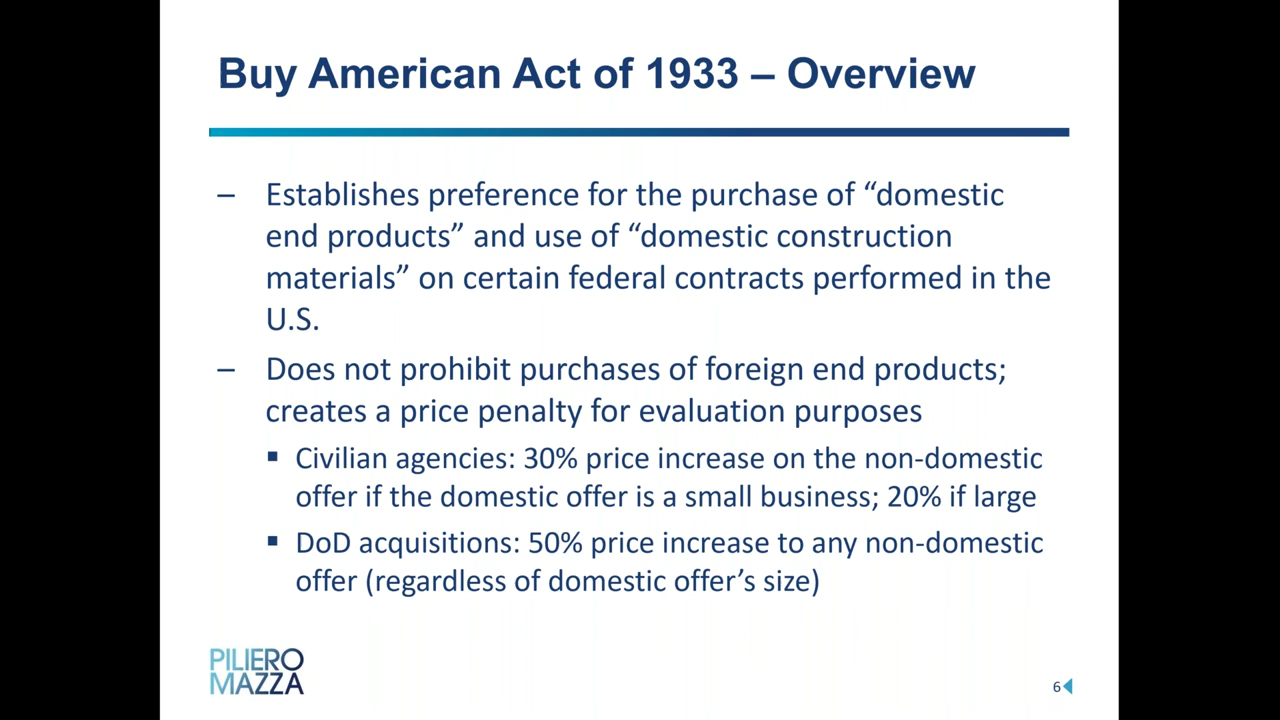 Buy American Act of 1933 – Overview
– Establishes preference for the purchase of “domestic
end products” and use of “domestic construction
materials” on certain federal contracts performed in the
U.S.
– Does not prohibit purchases of foreign end products;
creates a price penalty for evaluation purposes
▪ Civilian agencies: 30% price increase on the non-domestic
offer if the domestic offer is a small business; 20% if large
▪ DoD acquisitions: 50% price increase to any non-domestic
offer (regardless of domestic offer’s size)
PILIERO
MAZZA
6